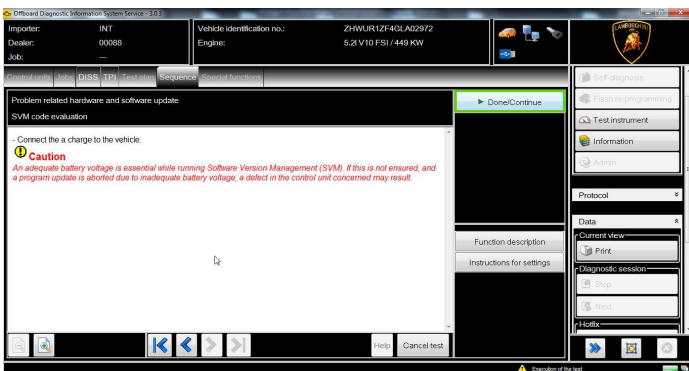 Offboard Diagnostic Information System Service - 3.0.3
Importer: INT
Dealer: 00088
Job: ---
Vehicle identification no.: ZHWUR1ZF4GLA02972
Engine: 5.2l V10 FSI / 449 KW
LAMBORGHINI
Control units Jobs DISS TPI Test plan Sequence Special functions
Problem related hardware and software update
SVM code evaluation
- Connect the a charge to the vehicle.
Caution
An adequate battery voltage is essential while running Software Version Management (SVM). If this is not ensured, and
a program update is aborted due to inadequate battery voltage, a defect in the control unit concerned may result.
Done/Continue
Function description
Instructions for settings
Help
Cancel test
Self-diagnosis
Flash re-programming
Test instrument
Information
Admin
Protocol
Data
Current view
Print
Diagnostic session
Stop
Next
Hotfix
Execution of the test